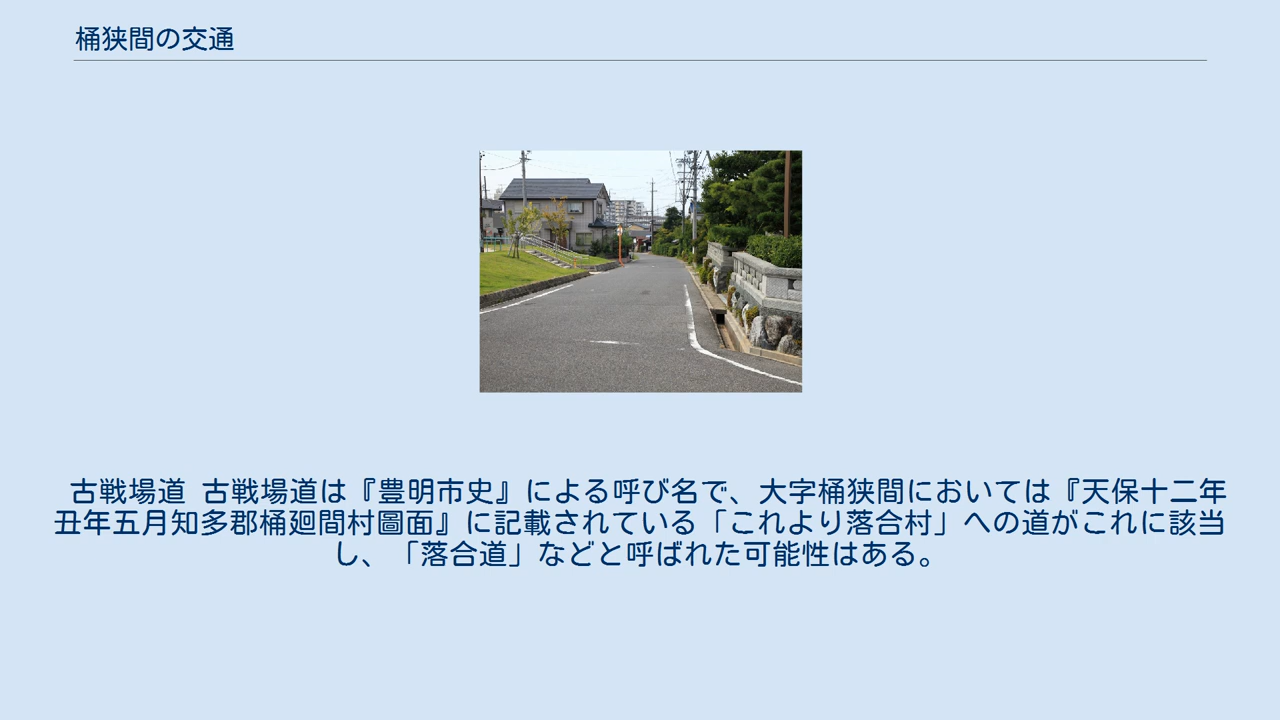 桶狭間の交通
古戦場道 古戦場道は『豊明市史』による呼び名で、大字桶狭間においては『天保十二年
丑年五月知多郡桶廻間村圖面』に記載されている「これより落合村」への道がこれに該当
し、「落合道」などと呼ばれた可能性はある。